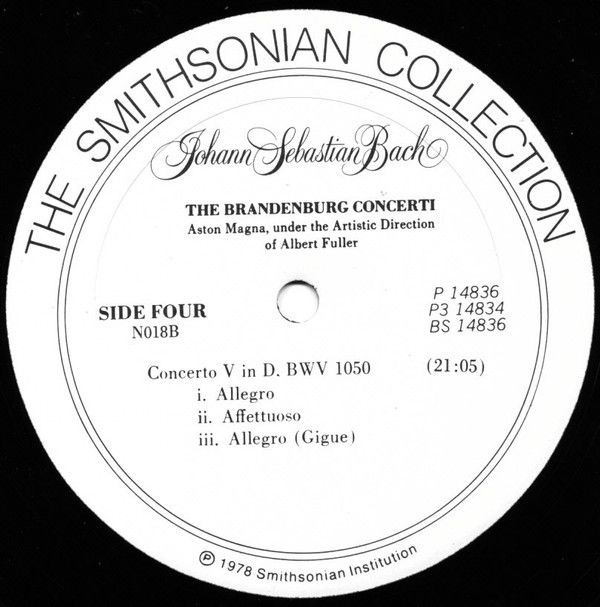 THE SMITHSONIAN COLLECTION
Johann Sebastian Bach
THE BRANDENBURG CONCERTI
Aston Magna, under the Artistic Direction
of Albert Fuller
SIDE FOUR
N018B
P 14836
P3 14834
BS 14836
Concerto V in D. BWV 1050 (21:05)
i. Allegro
ii. Affettuoso
iii. Allegro (Gigue)
℗ 1978 Smithsonian Institution